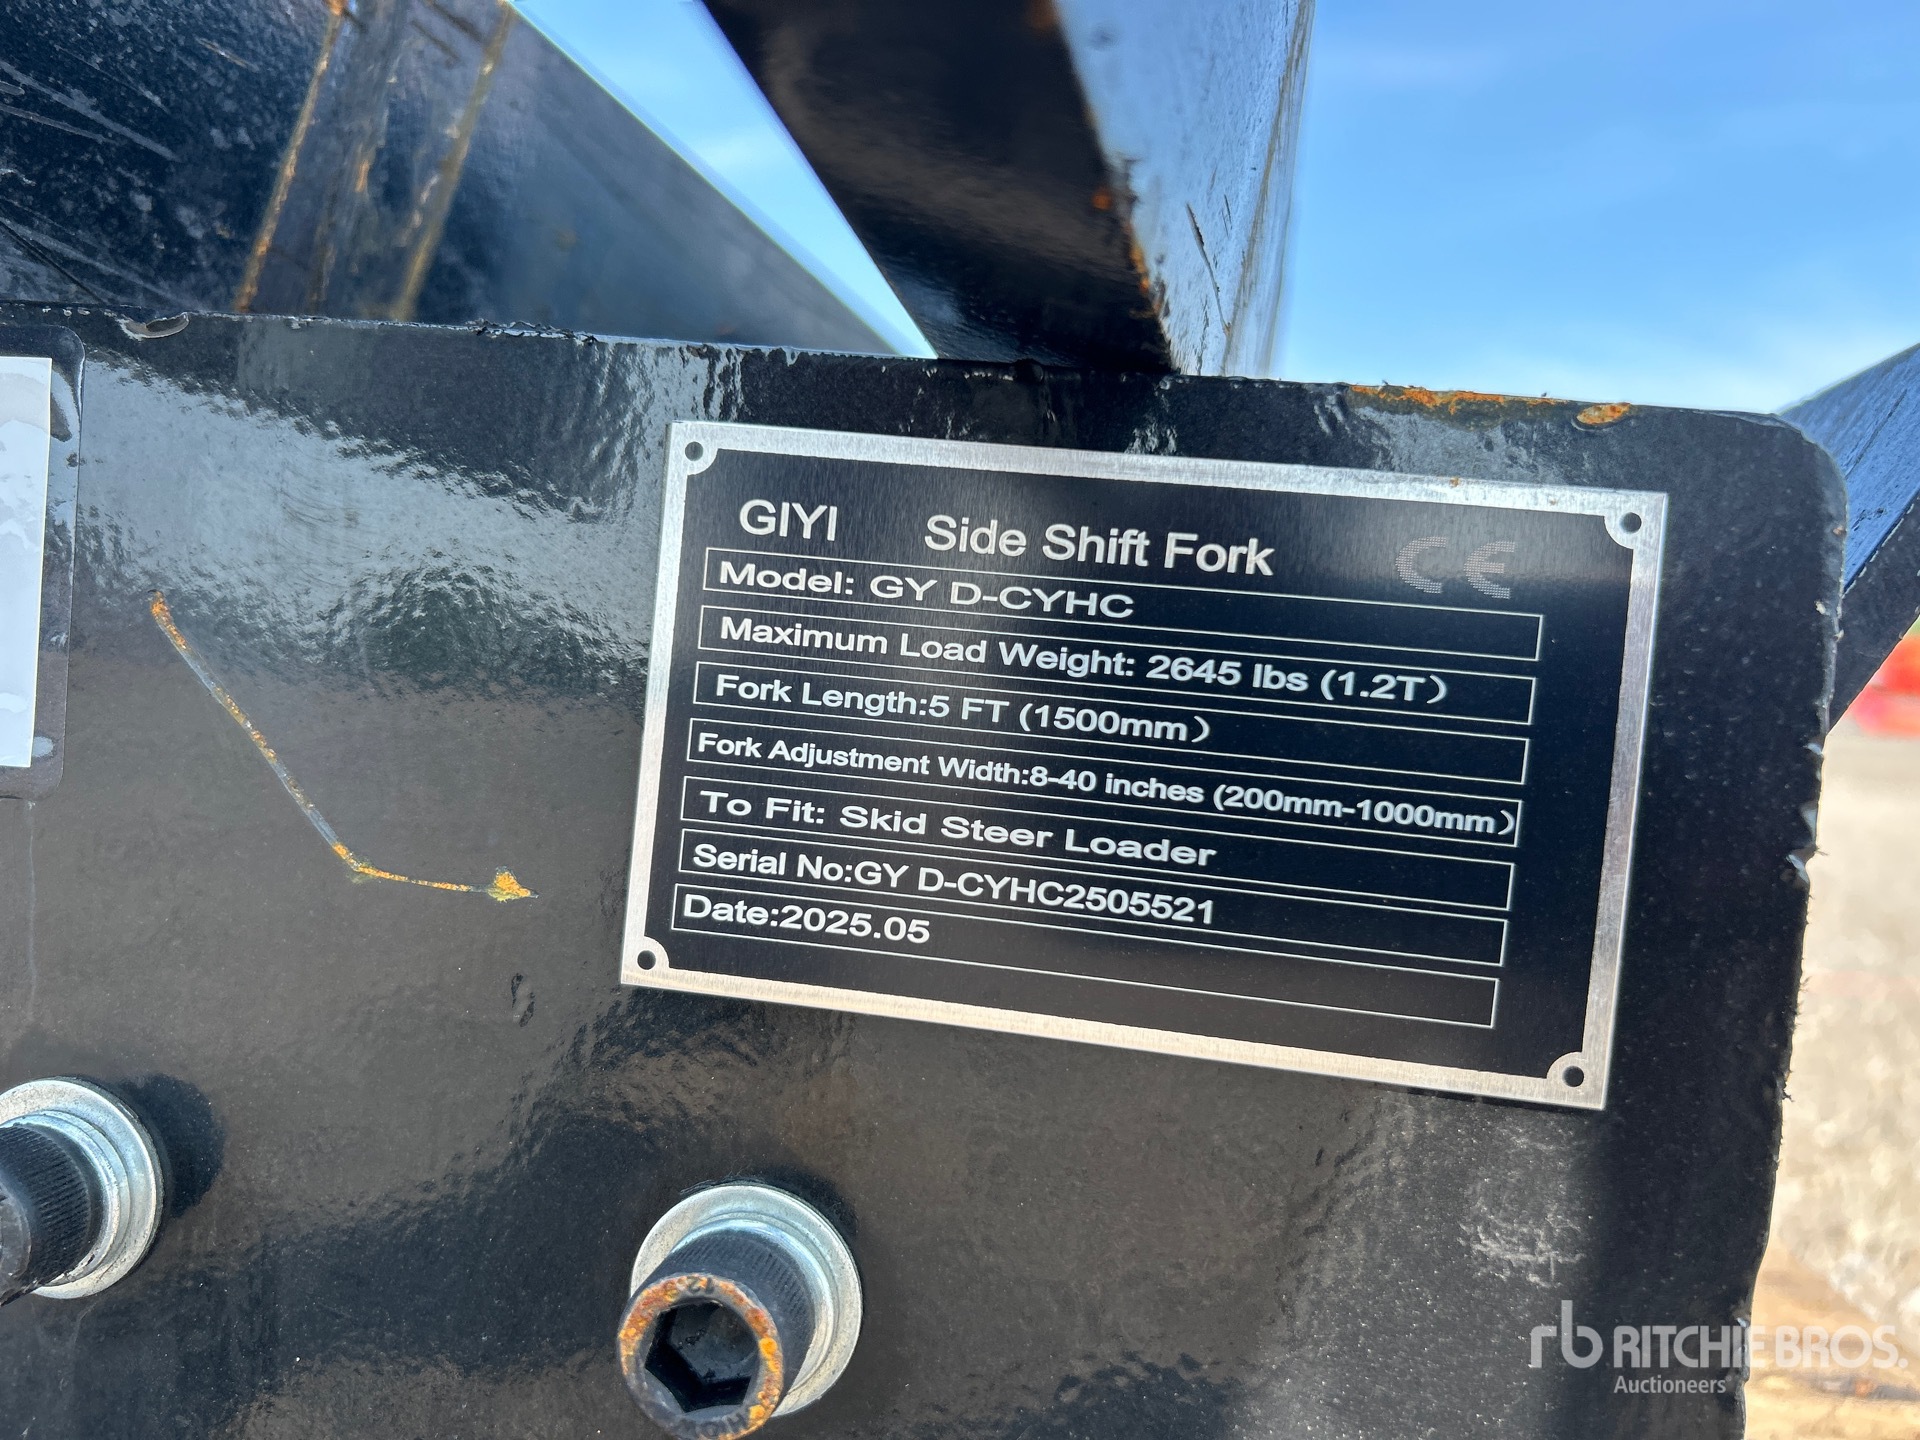 GIYI Side Shift Fork CE
Model: GY D-CYHC
Maximum Load Weight: 2645 lbs (1.2T）
Fork Length:5 FT (1500mm）
Fork Adjustment Width:8-40 inches (200mm-1000mm）
To Fit: Skid Steer Loader
Serial No:GY D-CYHC2505521
Date:2025.05
rb RITCHIE BROS.
Auctioneers